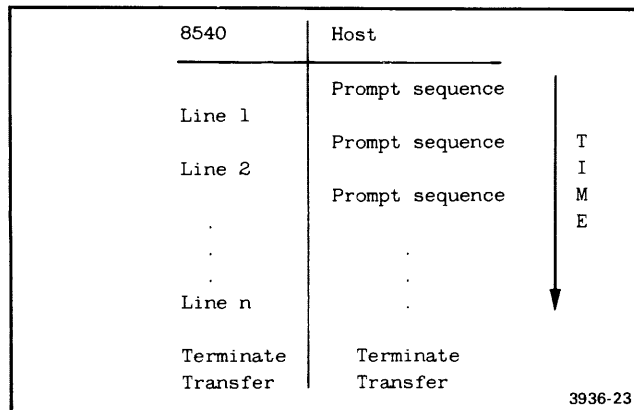 8540 Host
Prompt sequence
Line 1
Prompt sequence
Line 2
Prompt sequence
. .
. .
. .
Line n .
Terminate Terminate
Transfer Transfer
T
I
M
E
3936-23